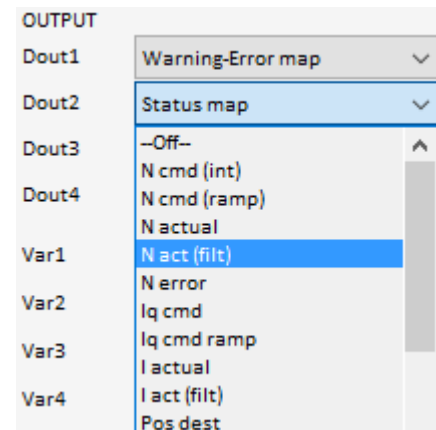 OUTPUT
Dout1 Warning-Error map
Dout2 Status map
Dout3 --Off--
N cmd (int)
Dout4 N cmd (ramp)
N actual
Var1 N act (filt)
N error
Var2 Iq cmd
Iq cmd ramp
Var3 I actual
Var4 I act (filt)
Pos dest